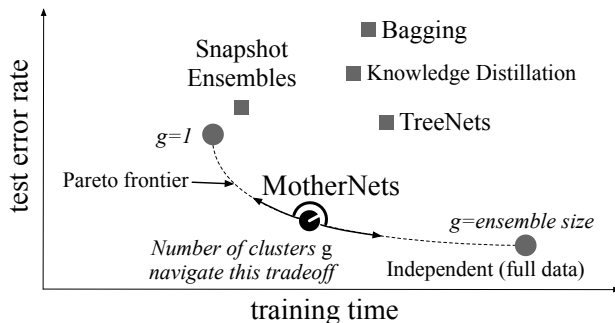 Bagging
Snapshot
Ensembles
Knowledge Distillation
TreeNets
g=1
Pareto frontier
MotherNets
g=ensemble size
Number of clusters g
navigate this tradeoff
Independent (full data)
test error rate
training time